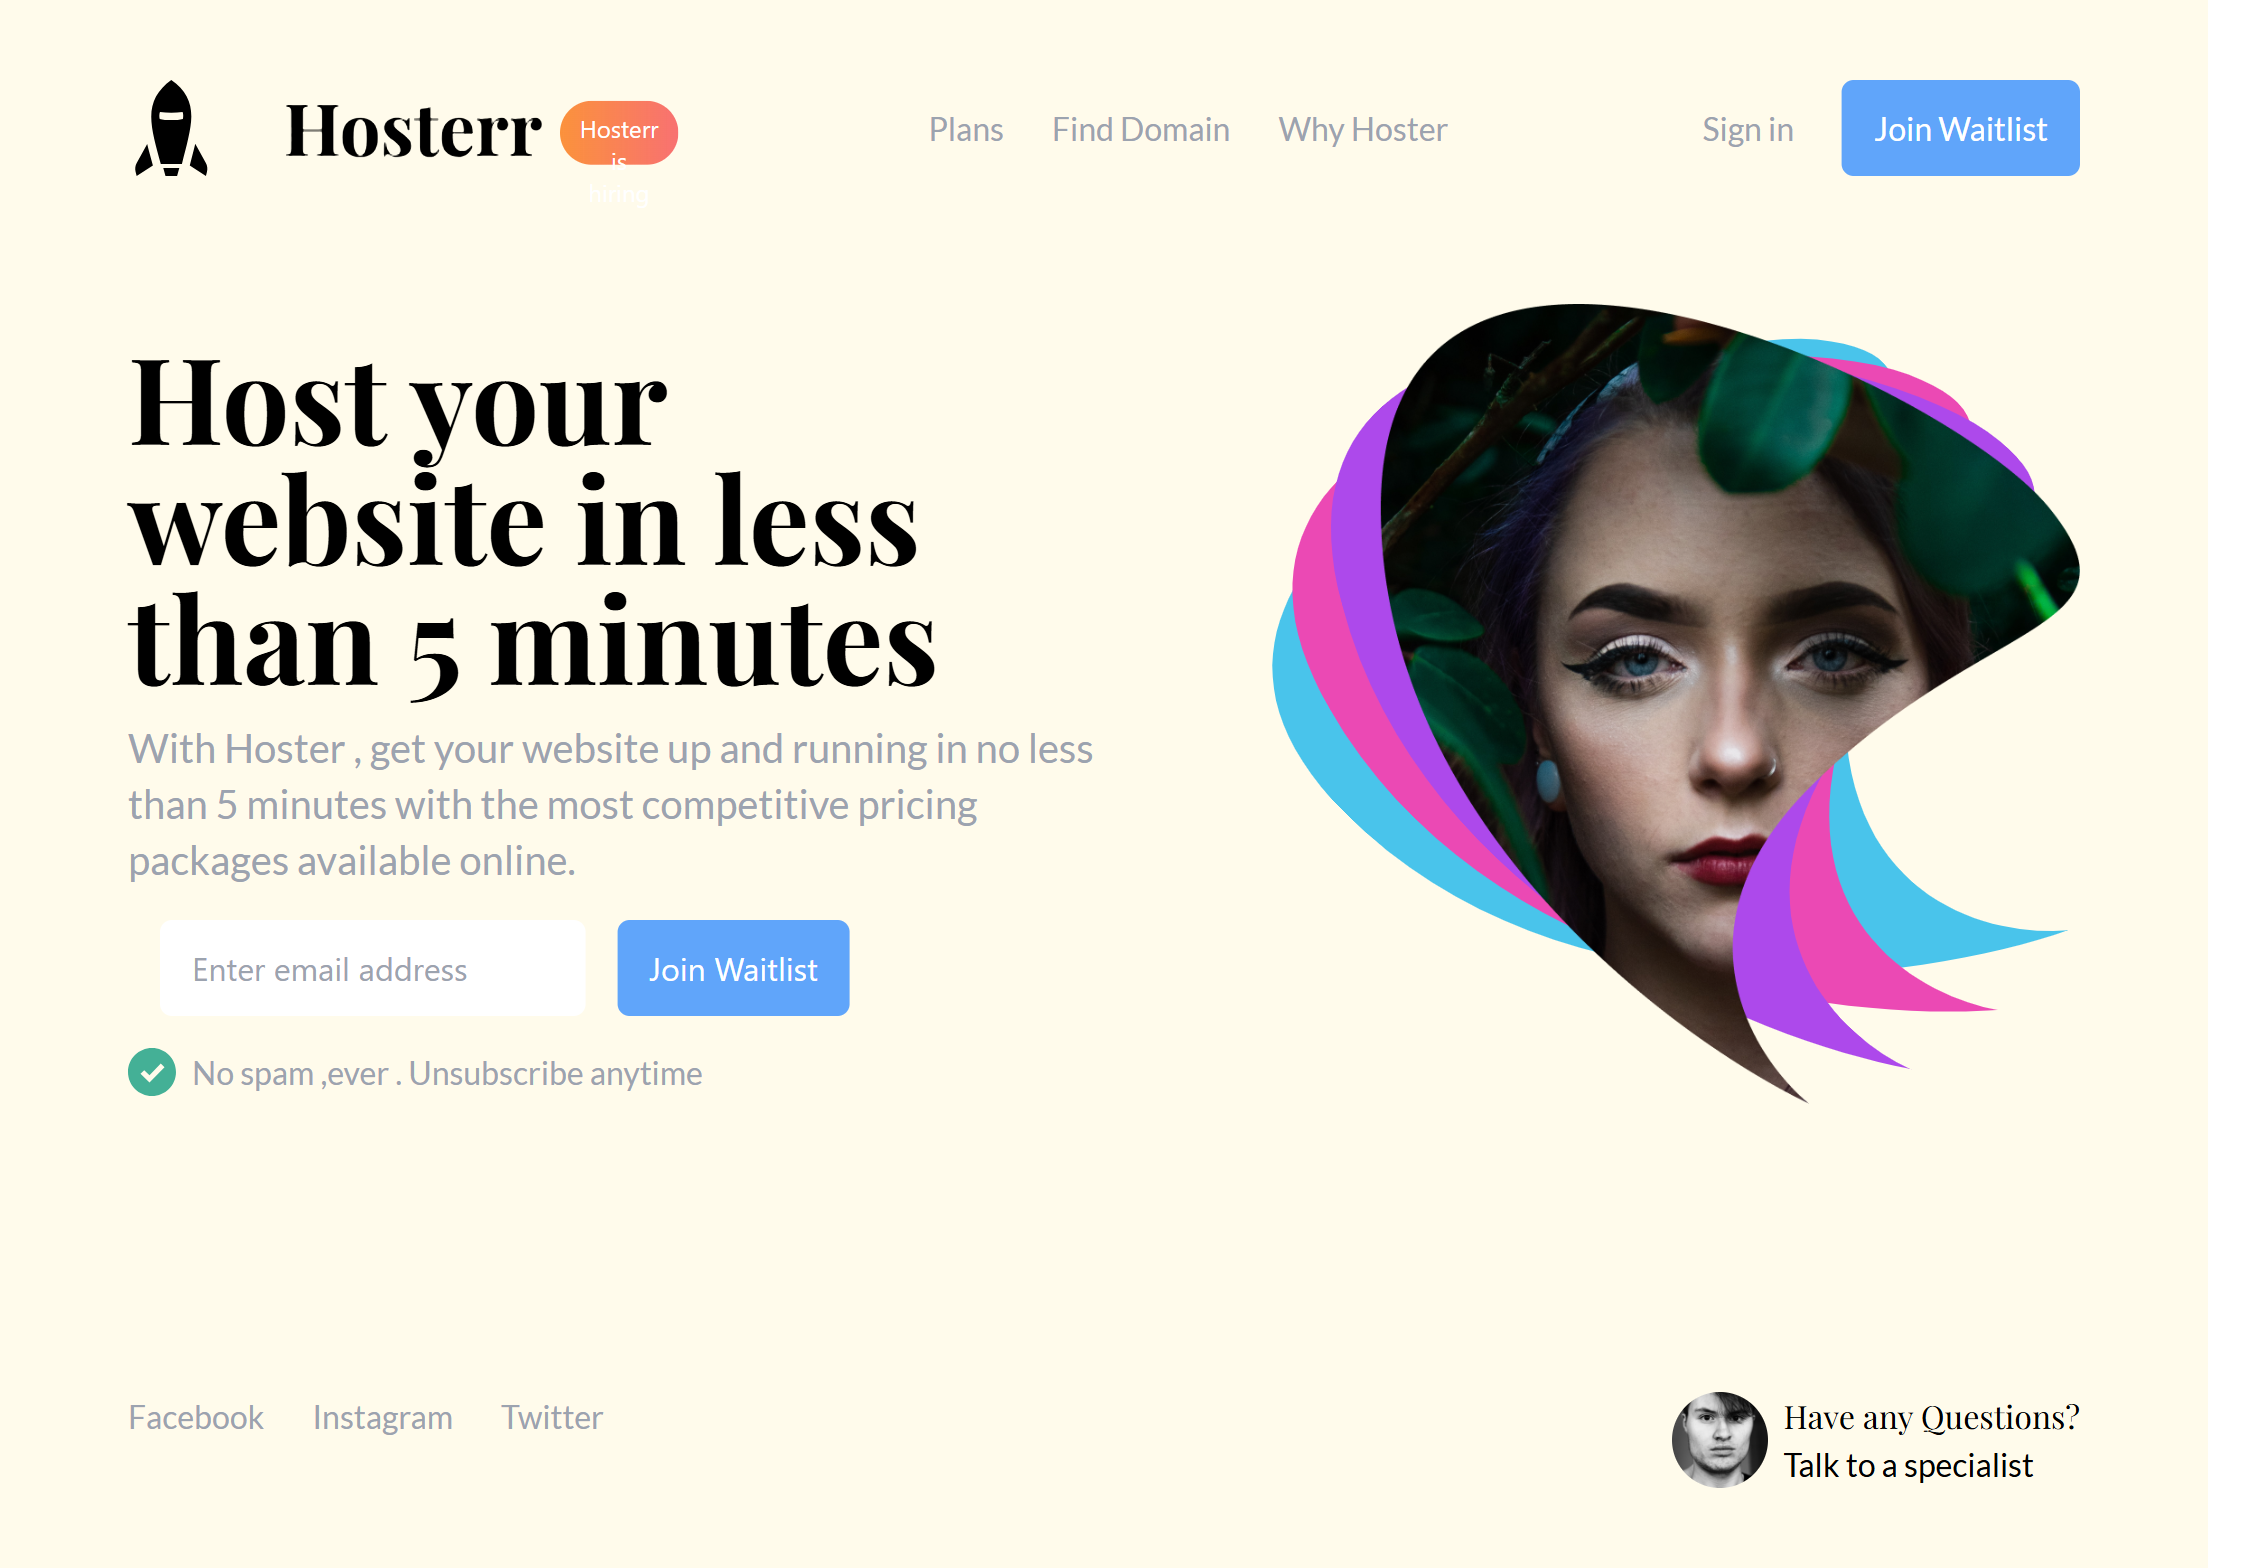 Hosterr
Hosterr
is
hiring
Plans
Find Domain
Why Hoster
Sign in
Join Waitlist
Host your
website in less
than 5 minutes
With Hoster , get your website up and running in no less
than 5 minutes with the most competitive pricing
packages available online.
Enter email address
Join Waitlist
No spam ,ever . Unsubscribe anytime
Facebook
Instagram
Twitter
Have any Questions?
Talk to a specialist